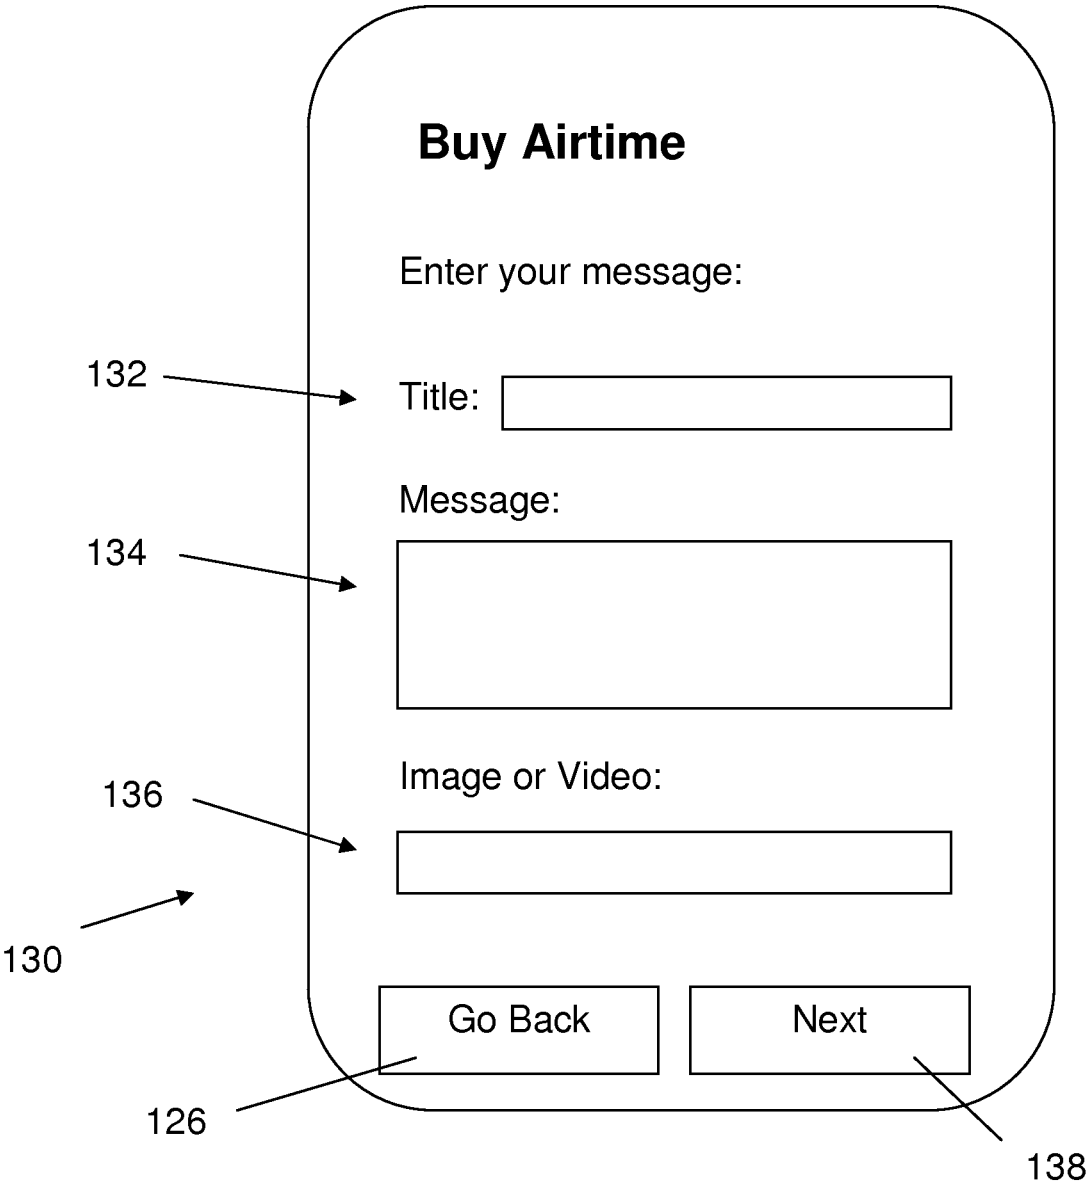 Buy Airtime
Enter your message:
132
Title:
Message:
134
Image or Video:
136
130
Go Back
Next
126
138